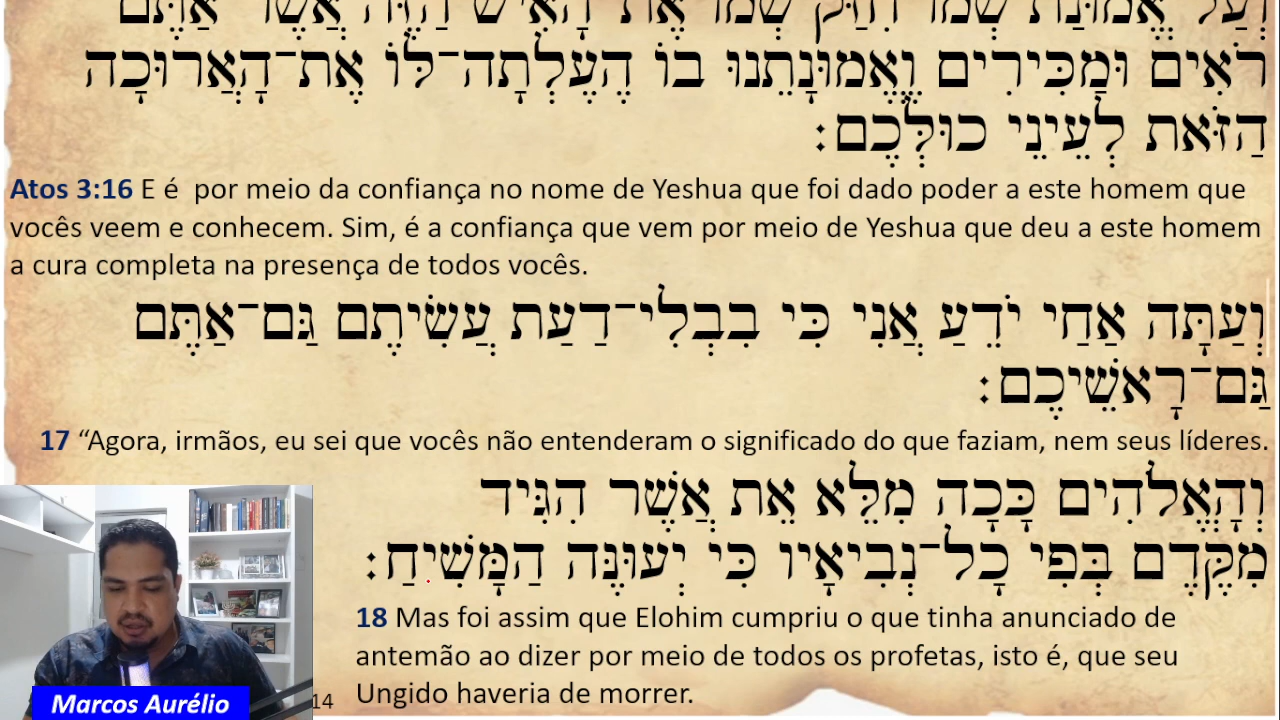 וְעַל אֱמוּנַת שְׁמוֹ חִזַּק שְׁמוֹ אֶת הָאִישׁ הַזֶּה אֲשֶׁר אַתֶּם
רֹאִים וּמַכִּירִים וֶאֱמוּנָתֵנוּ בוֹ הֶעֶלְתָה־לּוֹ אֶת־הָאֲרוּכָה
הַזֹּאת לְעֵינֵי כוּלְּכֶם׃
Atos 3:16 E é por meio da confiança no nome de Yeshua que foi dado poder a este homem que
vocês veem e conhecem. Sim, é a confiança que vem por meio de Yeshua que deu a este homem
a cura completa na presença de todos vocês.
וְעַתָּה אַחַי יֹדֵעַ אֲנִי כִּי בִבְלִי־דַעַת עֲשִׂיתֶם גַּם־אַתֶּם
גַּם־רָאשֵׁיכֶם׃
17 “Agora, irmãos, eu sei que vocês não entenderam o significado do que faziam, nem seus líderes.
וְהָאֱלֹהִים כָּכָה מִלֵּא אֵת אֲשֶׁר הִגִּיד
מִקֶּדֶם בְּפִי כָל־נְבִיאָיו כִּי יְעוּנֶּה הַמָּשִׁיחַ׃
18 Mas foi assim que Elohim cumpriu o que tinha anunciado de
antemão ao dizer por meio de todos os profetas, isto é, que seu
Ungido haveria de morrer.
Marcos Aurélio
14